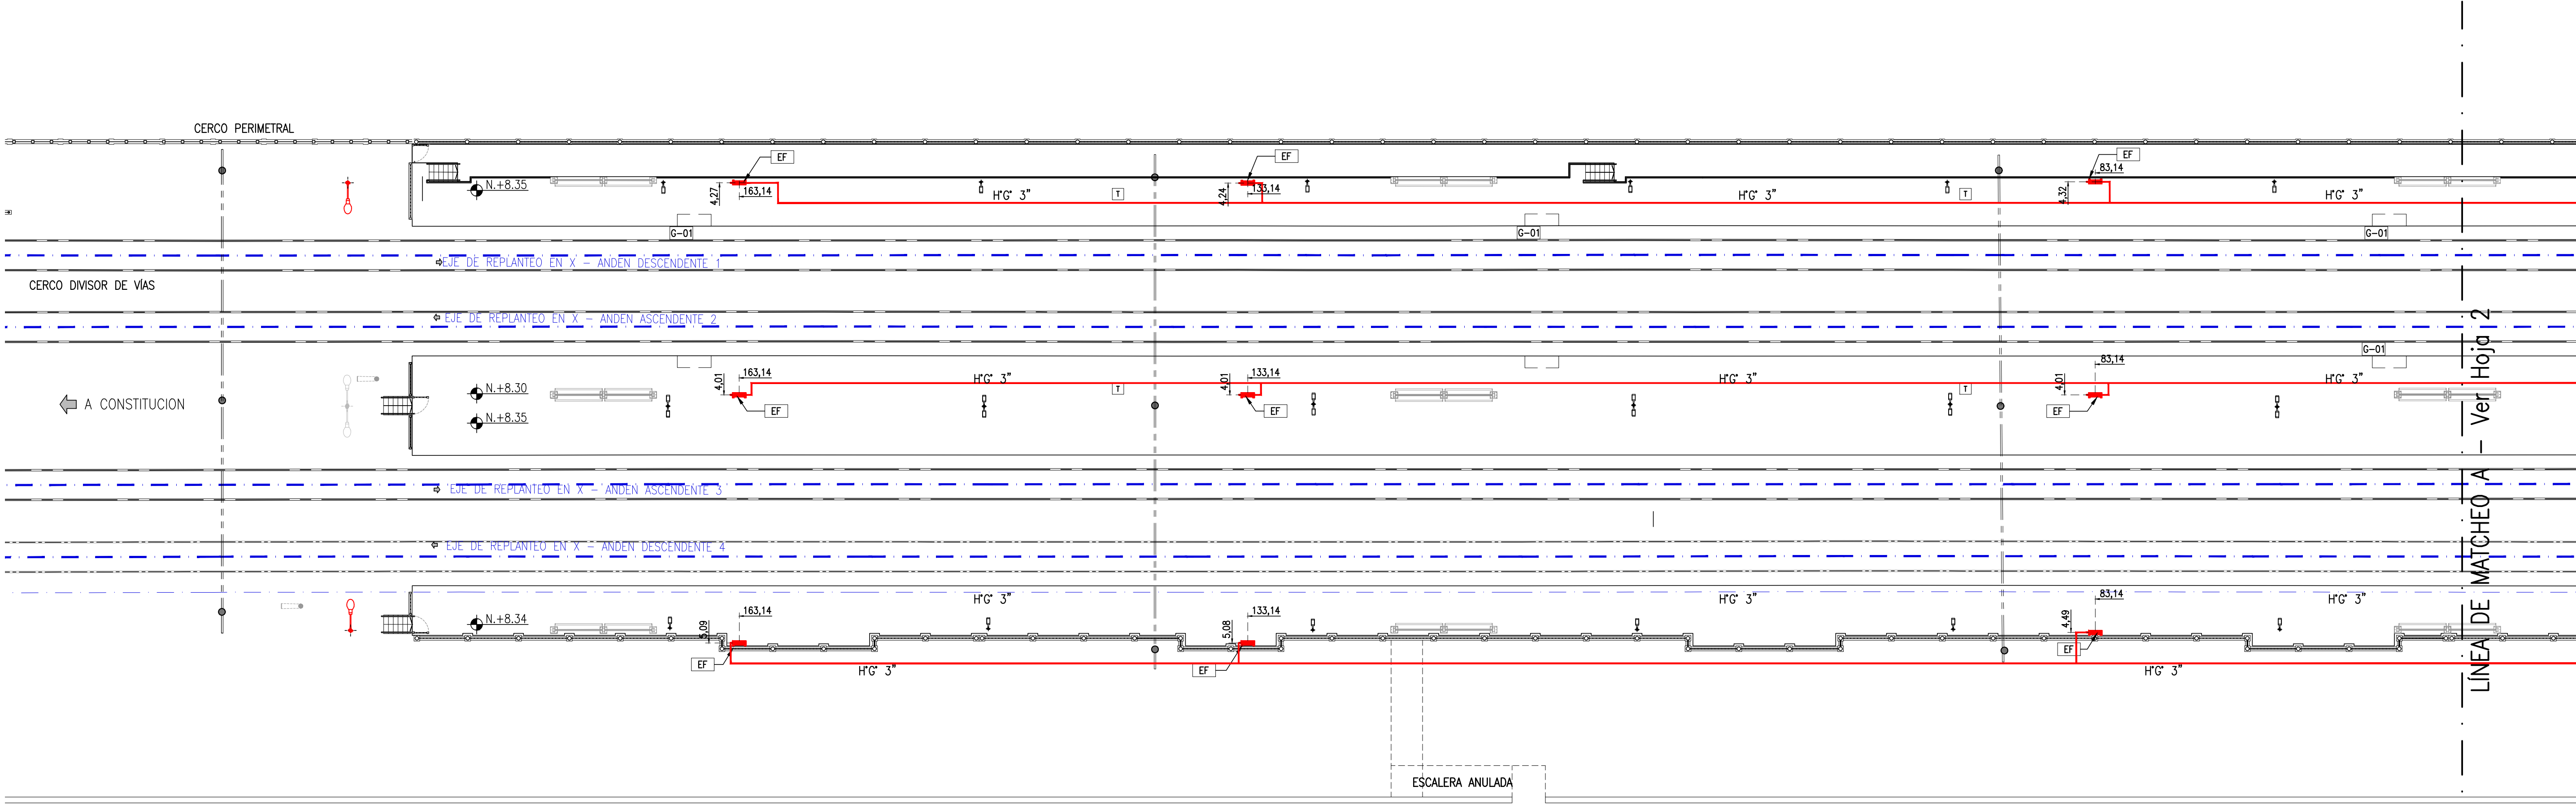 CERCO PERIMETRAL
EF
EF
EF
N.+8.35
4,27
163,14
H°G° 3"
T
4,24
133,14
H°G° 3"
T
4,32
83,14
H°G° 3"
G-01
G-01
G-01
EJE DE REPLANTEO EN X - ANDEN DESCENDENTE 1
CERCO DIVISOR DE VÍAS
EJE DE REPLANTEO EN X - ANDEN ASCENDENTE 2
G-01
A CONSTITUCION
N.+8.30
N.+8.35
4,01
163,14
EF
H°G° 3"
T
4,01
133,14
EF
H°G° 3"
T
4,01
83,14
EF
H°G° 3"
EJE DE REPLANTEO EN X - ANDEN ASCENDENTE 3
EJE DE REPLANTEO EN X - ANDEN DESCENDENTE 4
H°G° 3"
H°G° 3"
H°G° 3"
N.+8.34
5,09
163,14
5,08
133,14
4,49
83,14
EF
EF
EF
H°G° 3"
H°G° 3"
ESCALERA ANULADA
LÍNEA DE MATCHEO A - Ver Hoja 2